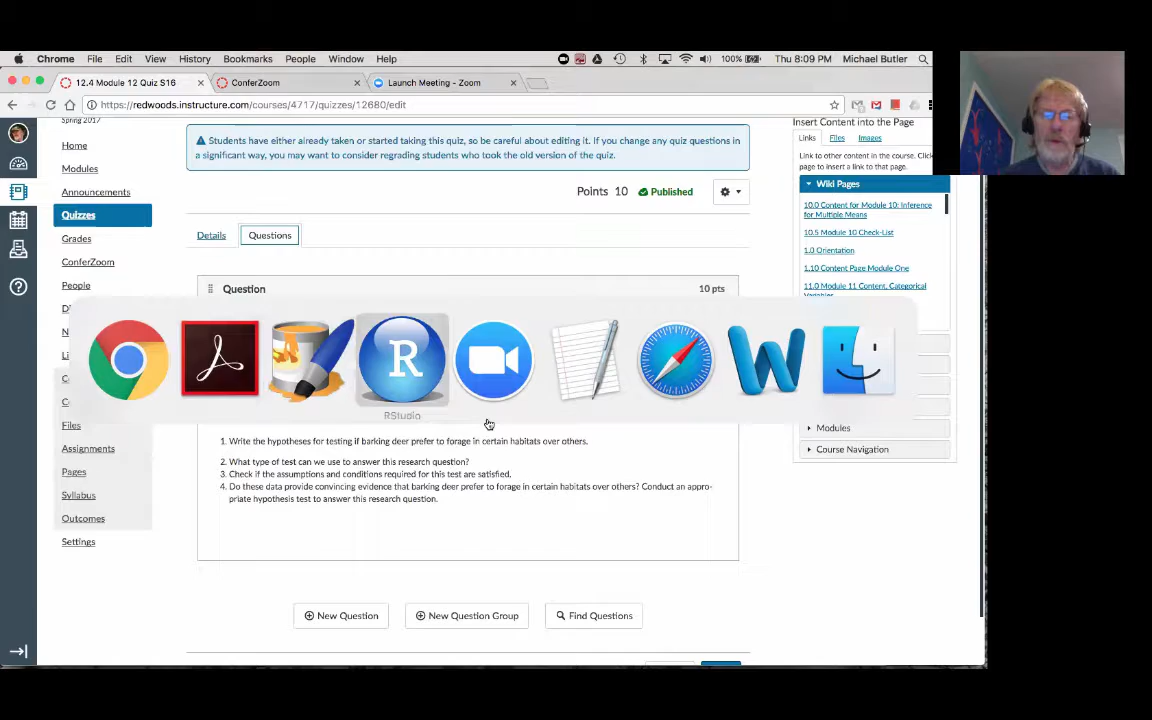 Chrome File Edit View History Bookmarks People Window Help 100% Thu 8:09 PM Michael Butler
12.4 Module 12 Quiz S16 × ConferZoom × Launch Meeting - Zoom ×
https://redwoods.instructure.com/courses/4717/quizzes/12680/edit
Spring 2017
Home
Modules
Announcements
Quizzes
Grades
ConferZoom
People
Files
Assignments
Pages
Syllabus
Outcomes
Settings
Students have either already taken or started taking this quiz, so be careful about editing it. If you change any quiz questions in
a significant way, you may want to consider regrading students who took the old version of the quiz.
Points 10 Published
Details Questions
Question 10 pts
RStudio
1. Write the hypotheses for testing if barking deer prefer to forage in certain habitats over others.
2. What type of test can we use to answer this research question?
3. Check if the assumptions and conditions required for this test are satisfied.
4. Do these data provide convincing evidence that barking deer prefer to forage in certain habitats over others? Conduct an appro-
priate hypothesis test to answer this research question.
New Question New Question Group Find Questions
Insert Content into the Page
Links Files Images
Link to other content in the course. Click
page to insert a link to that page.
Wiki Pages
10.0 Content for Module 10: Inference
for Multiple Means
10.5 Module 10 Check-List
1.0 Orientation
1.10 Content Page Module One
11.0 Module 11 Content, Categorical
Modules
Course Navigation